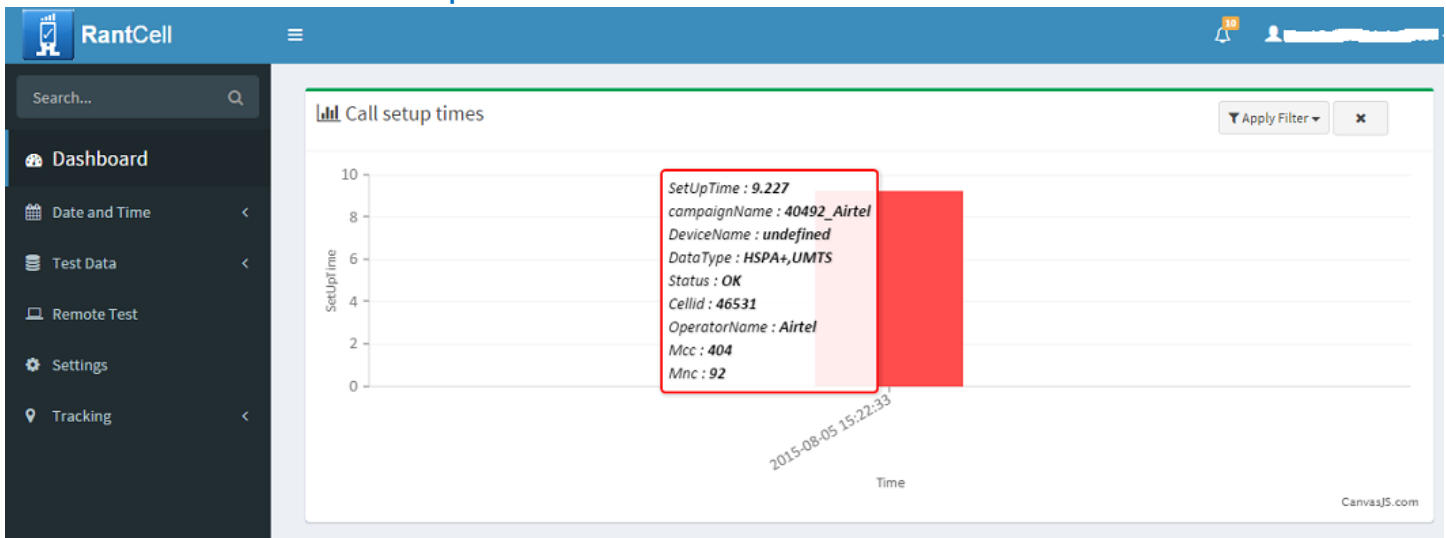 RantCell
10
Search...
Call setup times
Apply Filter
Dashboard
Date and Time
Test Data
Remote Test
Settings
Tracking
10
8
6
4
2
0
SetUpTime
SetUpTime : 9.227
campaignName : 40492_Airtel
DeviceName : undefined
DataType : HSPA+,UMTS
Status : OK
Cellid : 46531
OperatorName : Airtel
Mcc : 404
Mnc : 92
2015-08-05 15:22:33
Time
CanvasJS.com